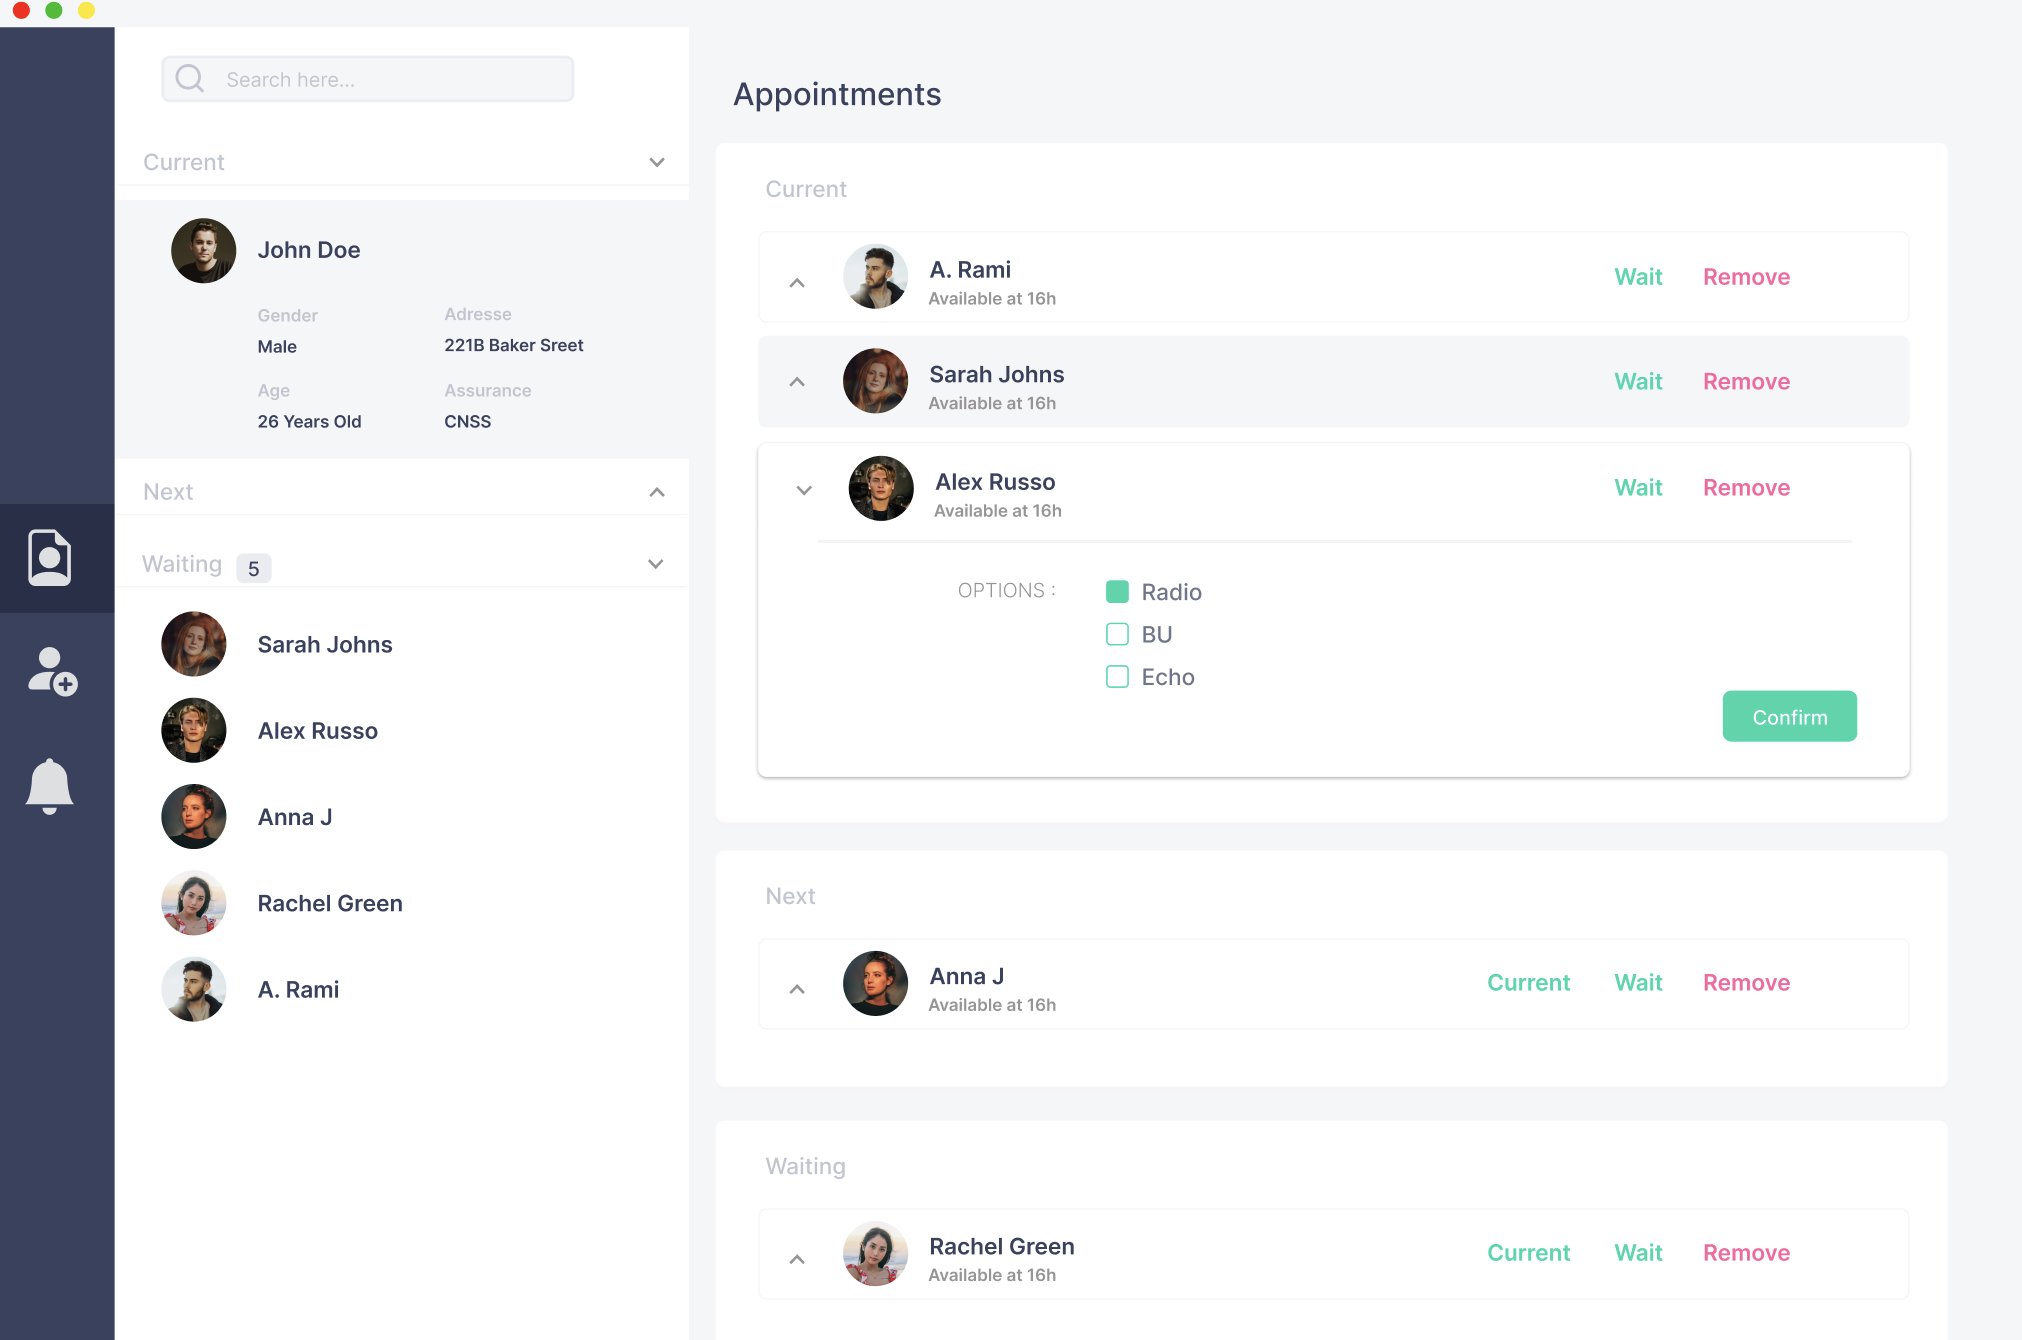 Search here...
Current
John Doe
Gender
Male
Adresse
221B Baker Sreet
Age
26 Years Old
Assurance
CNSS
Next
Waiting 5
Sarah Johns
Alex Russo
Anna J
Rachel Green
A. Rami
Appointments
Current
A. Rami
Available at 16h
Wait Remove
Sarah Johns
Available at 16h
Wait Remove
Alex Russo
Available at 16h
Wait Remove
OPTIONS :
Radio
BU
Echo
Confirm
Next
Anna J
Available at 16h
Current Wait Remove
Waiting
Rachel Green
Available at 16h
Current Wait Remove